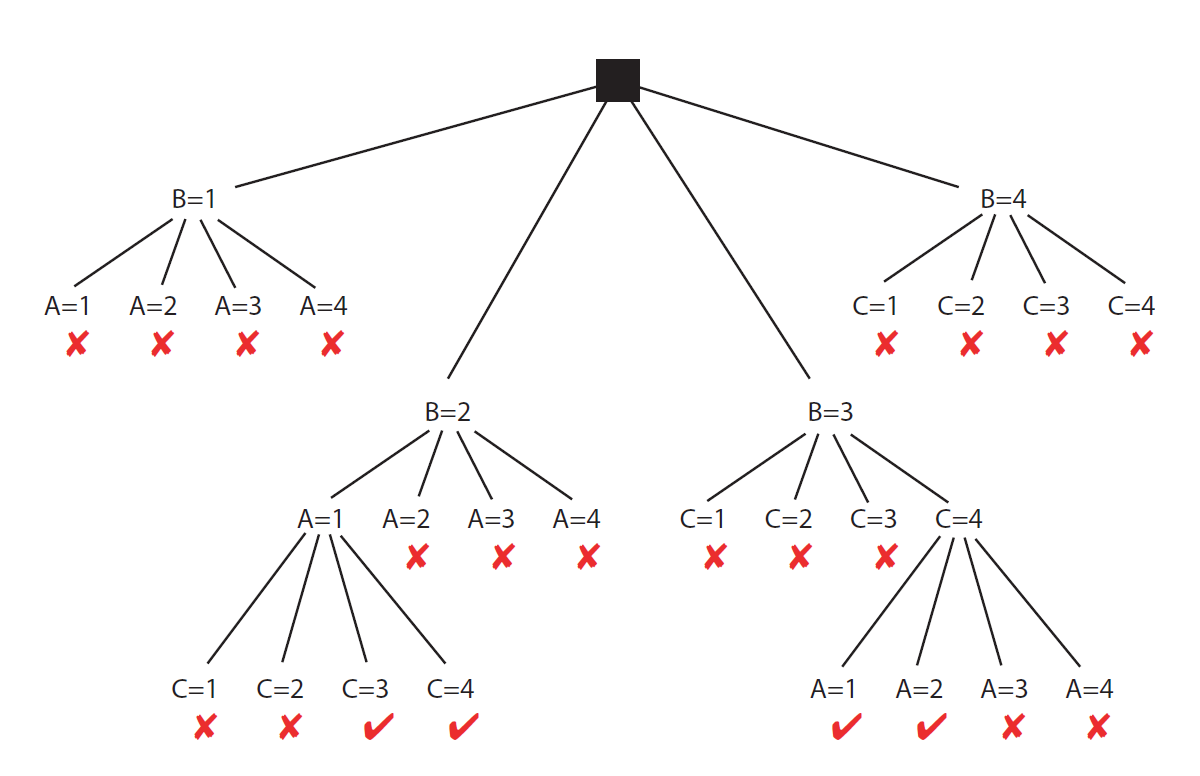 B=1
B=4
A=1 A=2 A=3 A=4
C=1 C=2 C=3 C=4
✘ ✘ ✘ ✘
✘ ✘ ✘ ✘
B=2
B=3
A=1 A=2 A=3 A=4
C=1 C=2 C=3 C=4
✘ ✘ ✘
✘ ✘ ✘
C=1 C=2 C=3 C=4
A=1 A=2 A=3 A=4
✘ ✘ ✔ ✔
✔ ✔ ✘ ✘